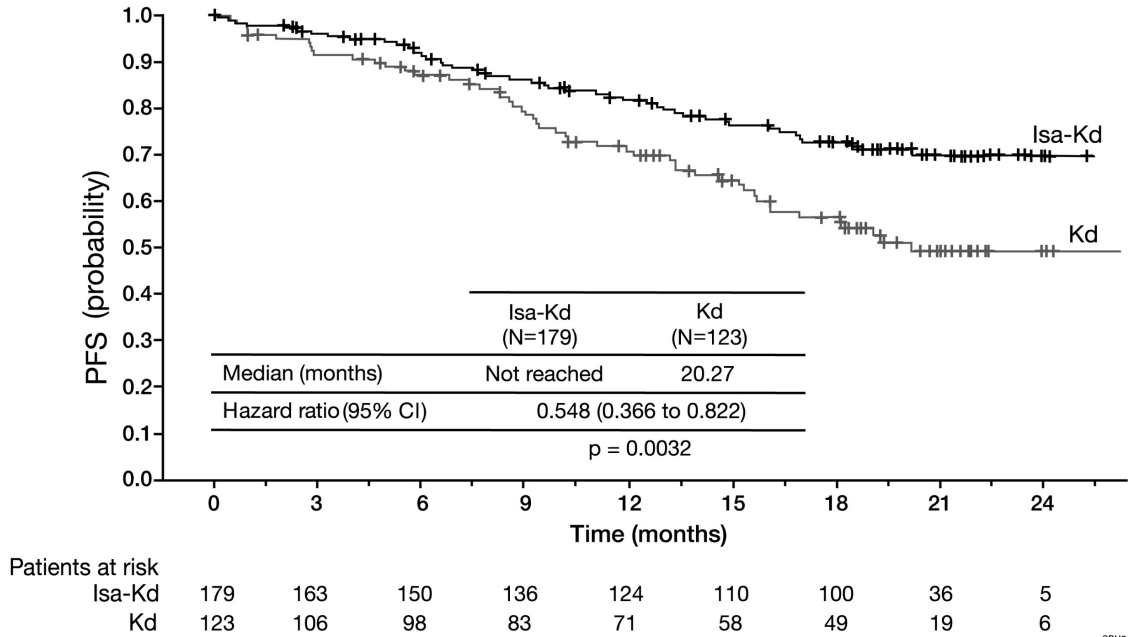 1.0
0.9
0.8
0.7
0.6
0.5
0.4
0.3
0.2
0.1
0.0
PFS (probability)
Isa-Kd
Kd
Isa-Kd Kd
(N=179) (N=123)
Median (months) Not reached 20.27
Hazard ratio (95% CI) 0.548 (0.366 to 0.822)
p = 0.0032
0 3 6 9 12 15 18 21 24
Time (months)
Patients at risk
Isa-Kd 179 163 150 136 124 110 100 36 5
Kd 123 106 98 83 71 58 49 19 6